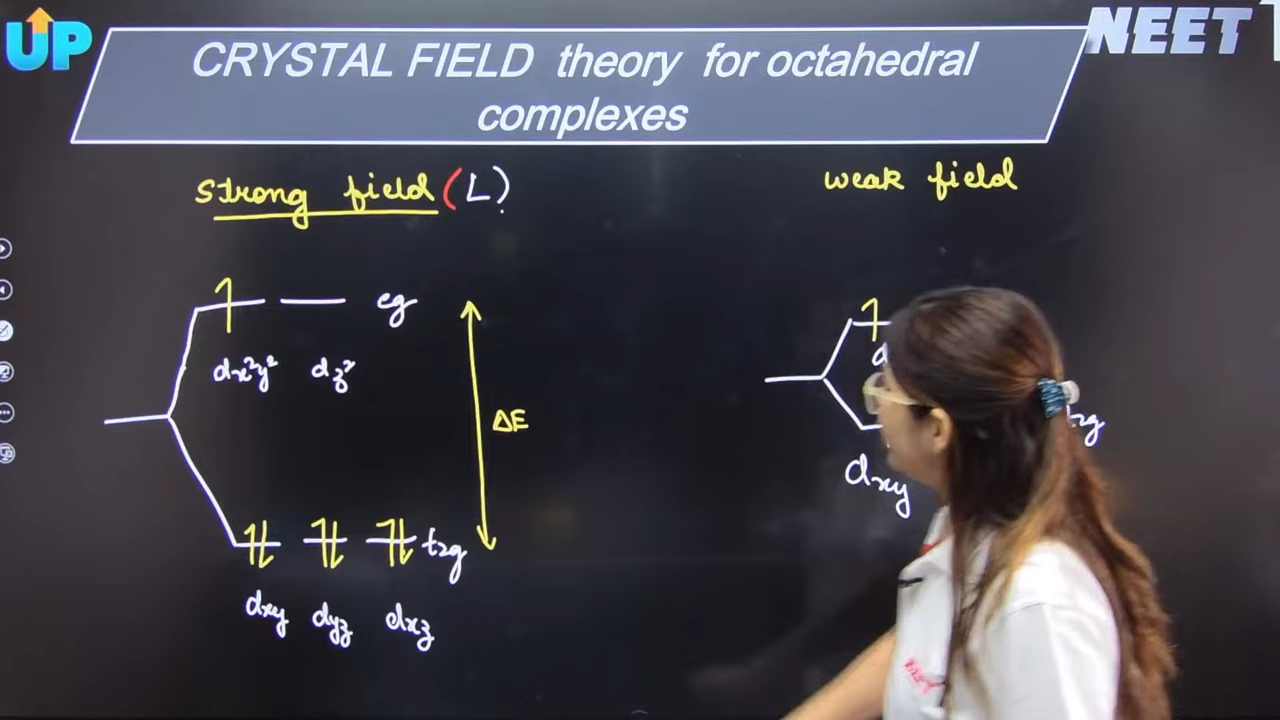 UP
NEET
CRYSTAL FIELD theory for octahedral
complexes
strong field (L)
weak field
eg
dx²y² dz²
ΔE
t2g
dxy dyz dxz
dxy